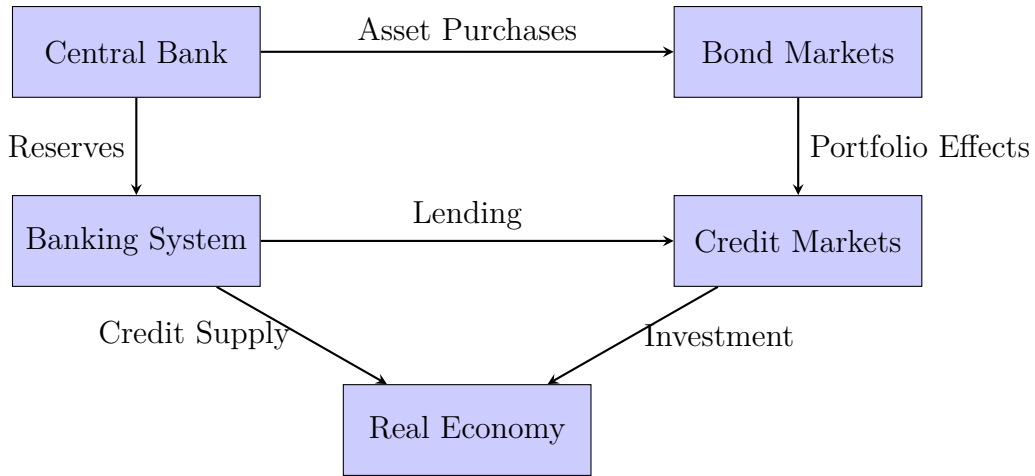 Central Bank
Asset Purchases
Bond Markets
Reserves
Portfolio Effects
Banking System
Lending
Credit Markets
Credit Supply
Investment
Real Economy